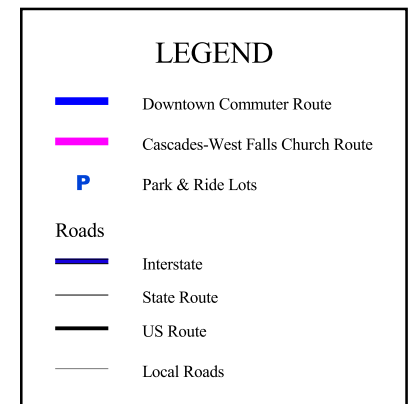 LEGEND
Downtown Commuter Route
Cascades-West Falls Church Route
P Park & Ride Lots
Roads
Interstate
State Route
US Route
Local Roads